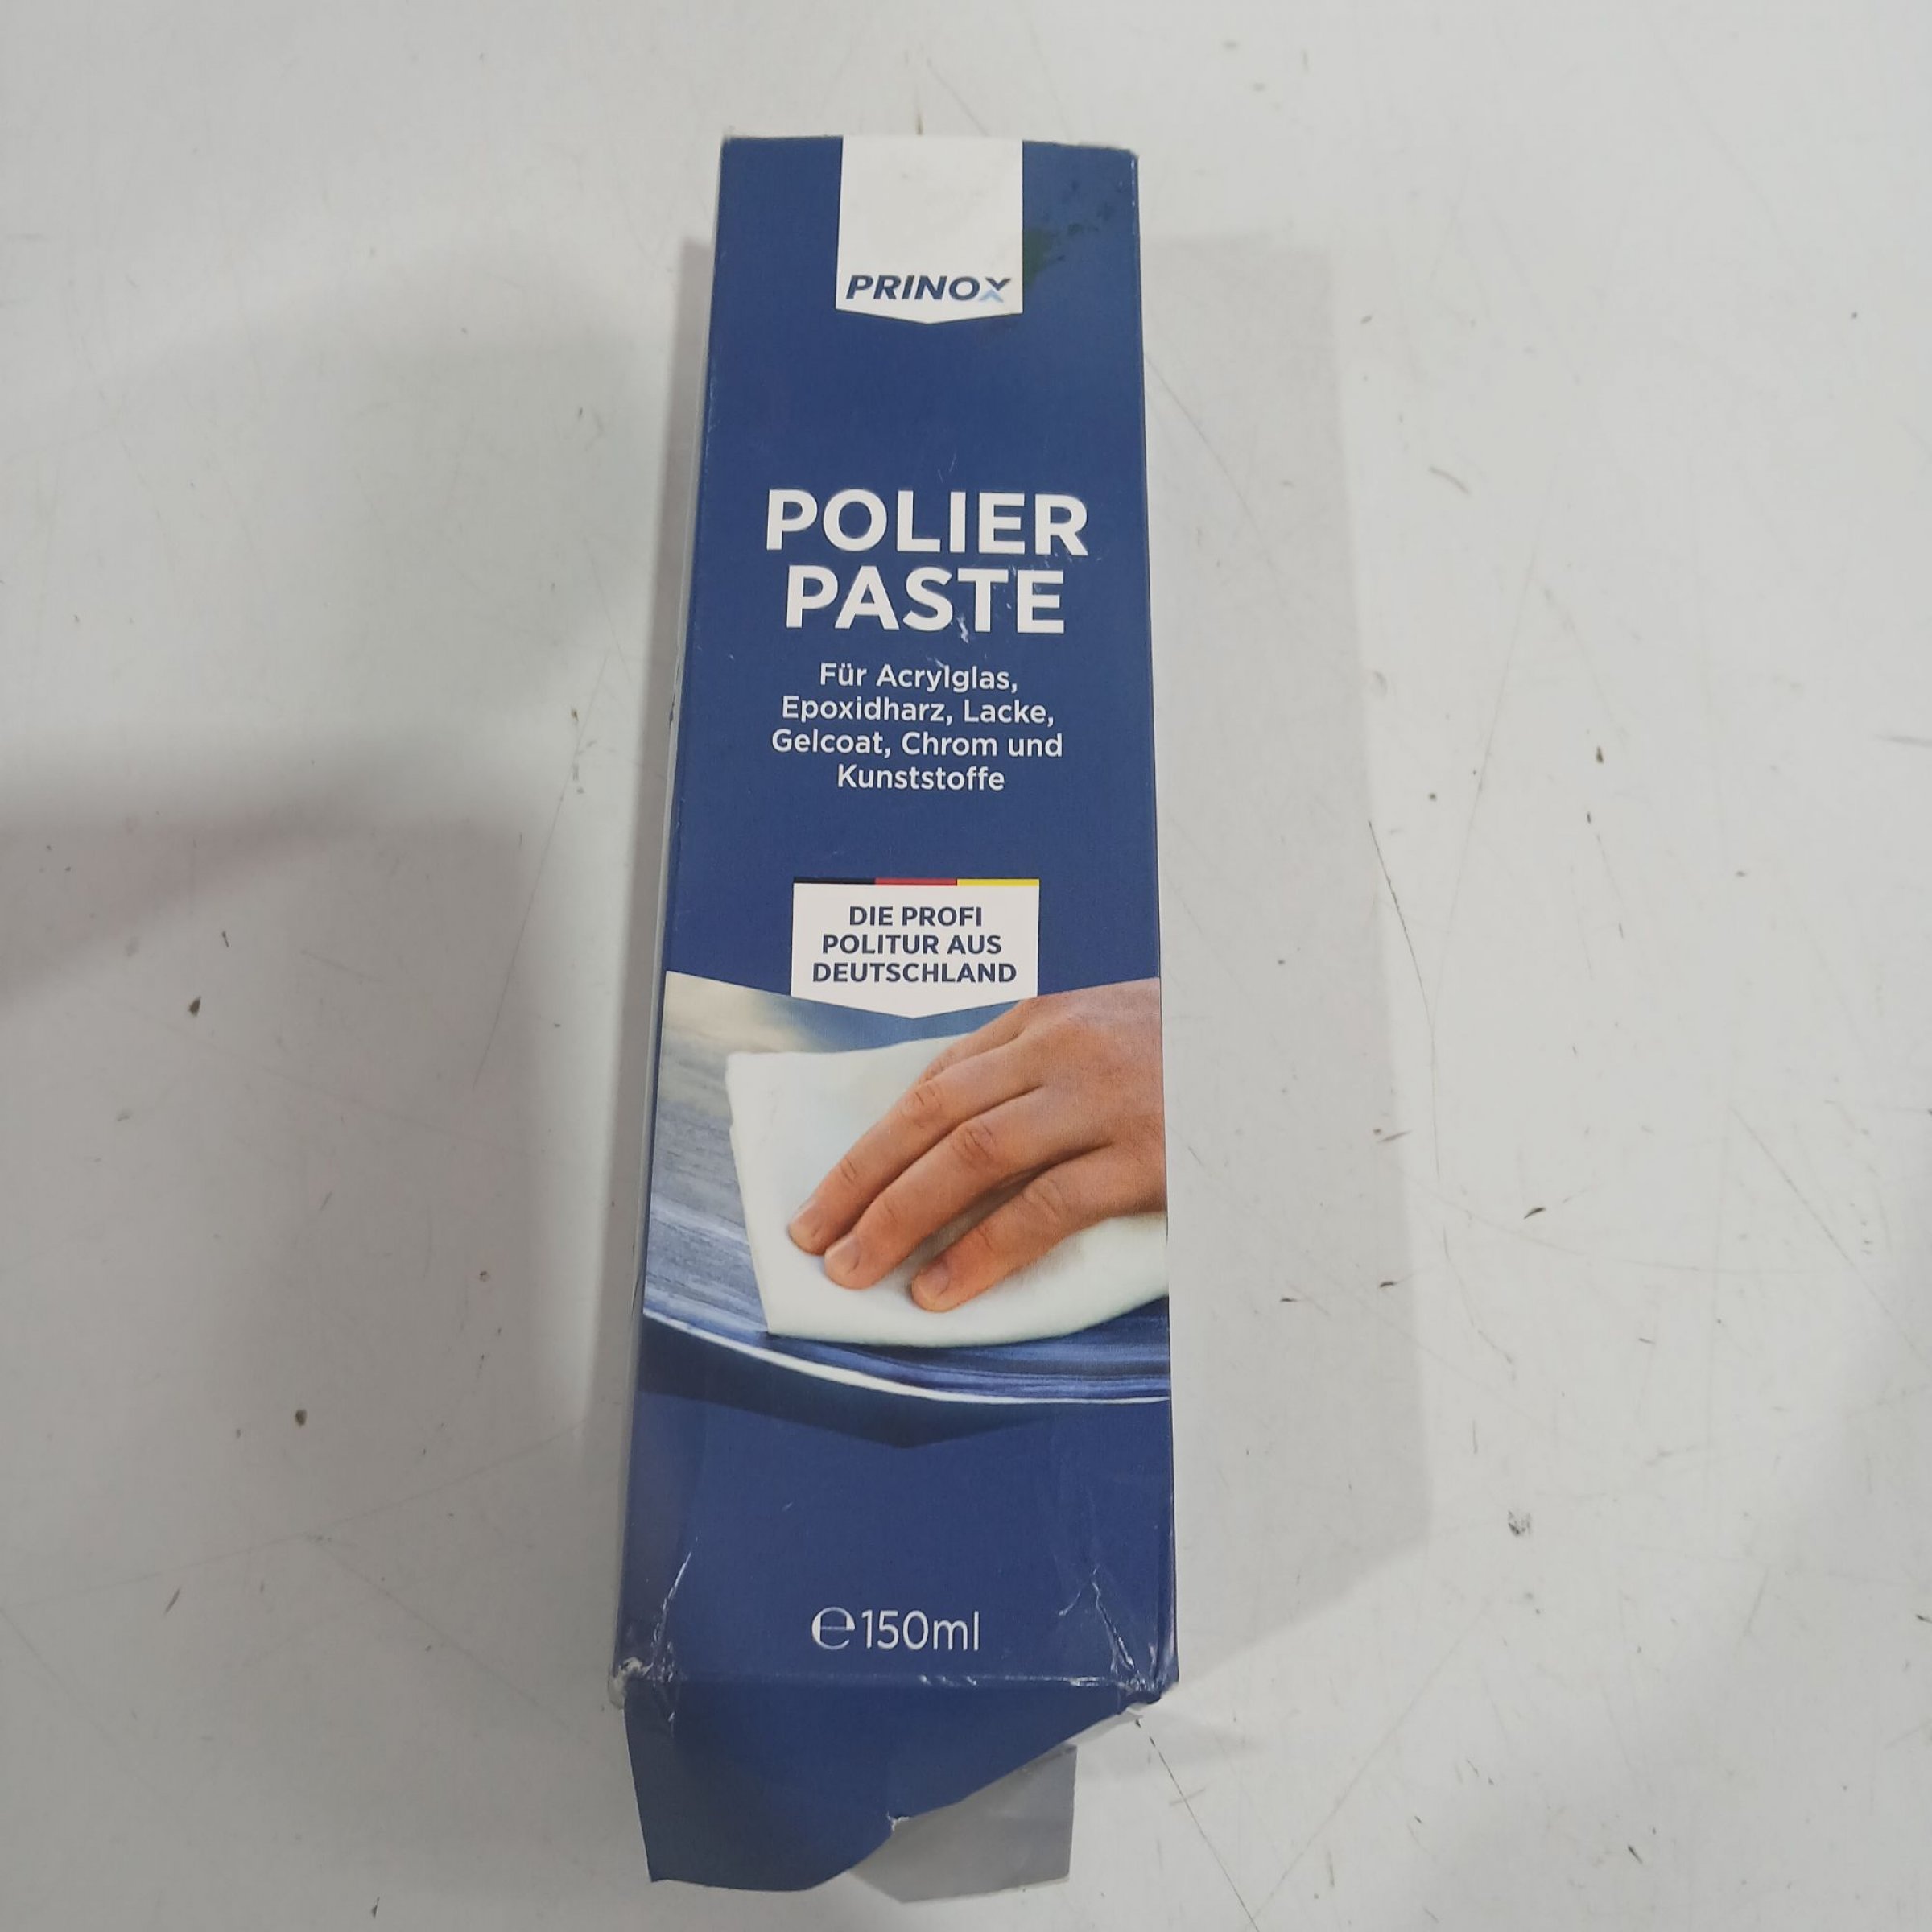 PRINOX
POLIER
PASTE
Für Acrylglas,
Epoxidharz, Lacke,
Gelcoat, Chrom und
Kunststoffe
DIE PROFI
POLITUR AUS
DEUTSCHLAND
℮150ml